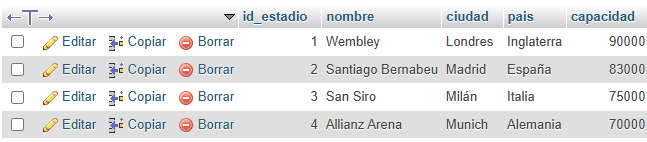 id_estadio nombre ciudad pais capacidad
Editar Copiar Borrar 1 Wembley Londres Inglaterra 90000
Editar Copiar Borrar 2 Santiago Bernabeu Madrid España 83000
Editar Copiar Borrar 3 San Siro Milán Italia 75000
Editar Copiar Borrar 4 Allianz Arena Munich Alemania 70000